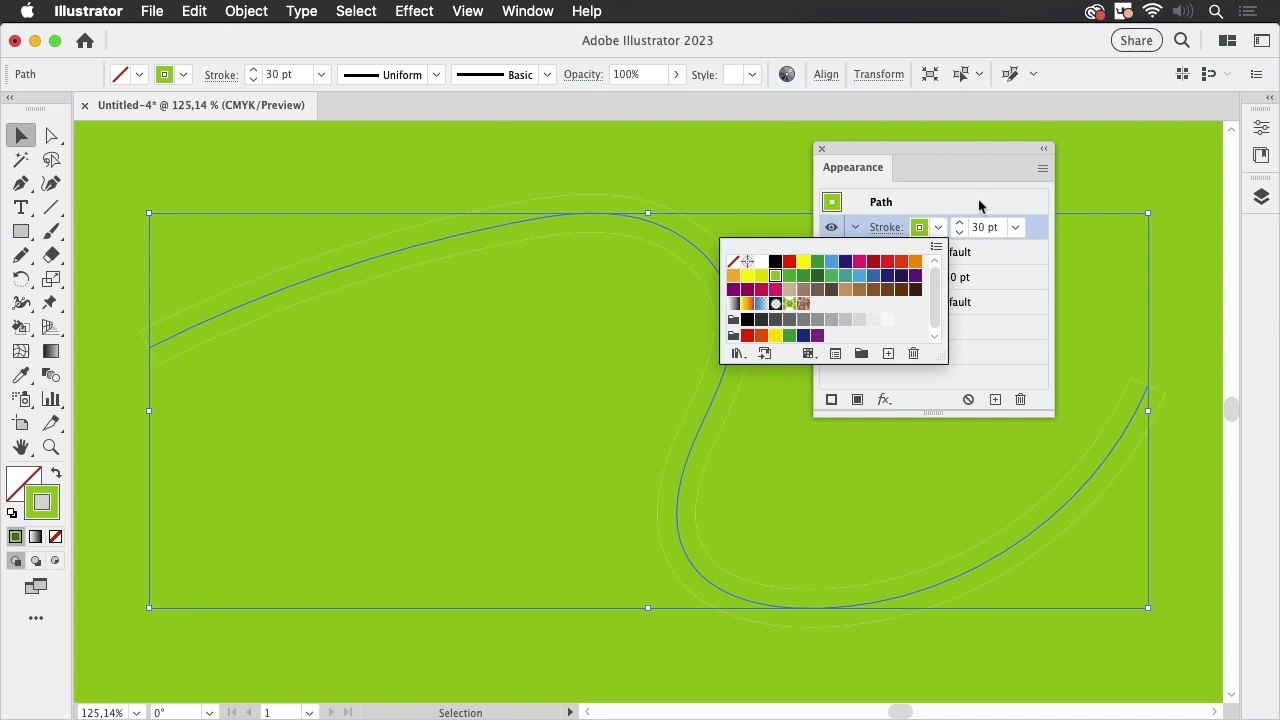 Illustrator File Edit Object Type Select Effect View Window Help
Adobe Illustrator 2023
Share
Path Stroke: 30 pt Uniform Basic Opacity: 100% Style: Align Transform
Untitled-4* @ 125,14 % (CMYK/Preview)
Appearance
Path
Stroke: 30 pt
fault
0 pt
fault
fx.
125,14% 0° 1 Selection